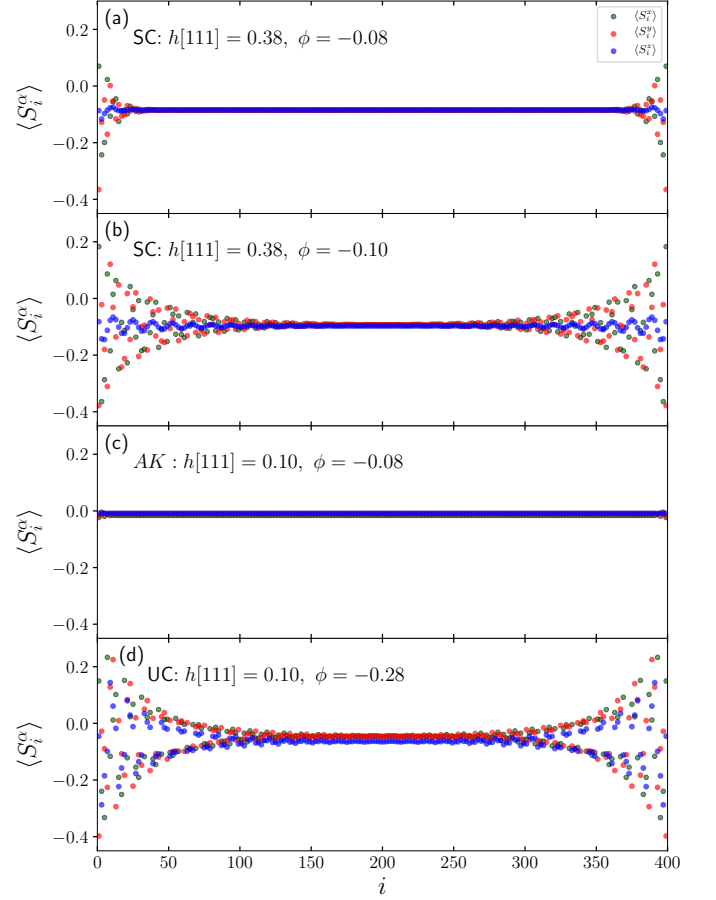 (a)
SC: h[111] = 0.38, ϕ = −0.08
⟨S_i^x⟩
⟨S_i^y⟩
⟨S_i^z⟩
0.2
0.0
−0.2
−0.4
⟨S_i^α⟩
(b)
SC: h[111] = 0.38, ϕ = −0.10
0.2
0.0
−0.2
−0.4
⟨S_i^α⟩
(c)
AK : h[111] = 0.10, ϕ = −0.08
0.2
0.0
−0.2
−0.4
⟨S_i^α⟩
(d)
UC: h[111] = 0.10, ϕ = −0.28
0.2
0.0
−0.2
−0.4
⟨S_i^α⟩
0 50 100 150 200 250 300 350 400
i